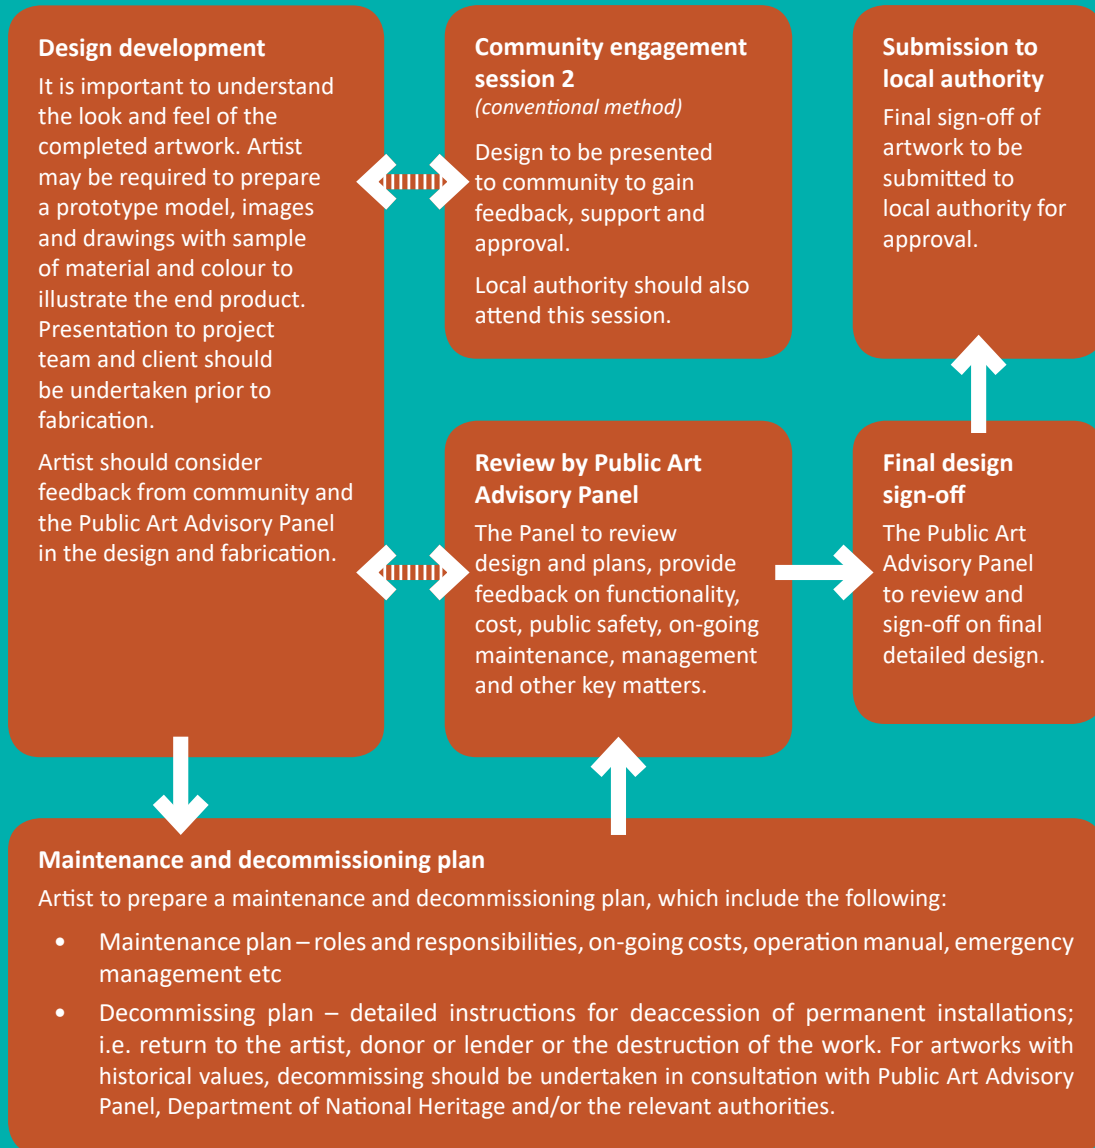 Design development
It is important to understand
the look and feel of the
completed artwork. Artist
may be required to prepare
a prototype model, images
and drawings with sample
of material and colour to
illustrate the end product.
Presentation to project
team and client should
be undertaken prior to
fabrication.
Artist should consider
feedback from community and
the Public Art Advisory Panel
in the design and fabrication.
Community engagement
session 2
(conventional method)
Design to be presented
to community to gain
feedback, support and
approval.
Local authority should also
attend this session.
Submission to
local authority
Final sign-off of
artwork to be
submitted to
local authority for
approval.
Review by Public Art
Advisory Panel
The Panel to review
design and plans, provide
feedback on functionality,
cost, public safety, on-going
maintenance, management
and other key matters.
Final design
sign-off
The Public Art
Advisory Panel
to review and
sign-off on final
detailed design.
Maintenance and decommissioning plan
Artist to prepare a maintenance and decommissioning plan, which include the following:
• Maintenance plan – roles and responsibilities, on-going costs, operation manual, emergency
management etc
• Decommissing plan – detailed instructions for deaccession of permanent installations;
i.e. return to the artist, donor or lender or the destruction of the work. For artworks with
historical values, decommissing should be undertaken in consultation with Public Art Advisory
Panel, Department of National Heritage and/or the relevant authorities.